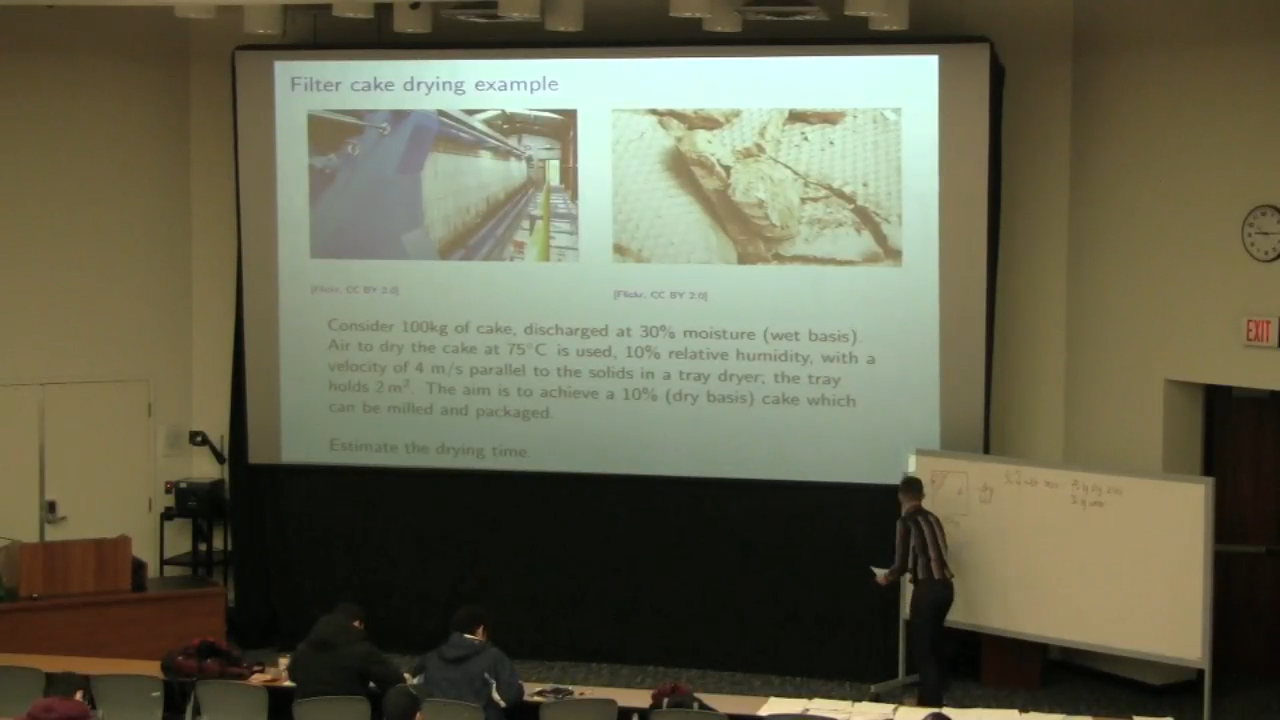 Filter cake drying example
[Flickr, CC BY 2.0]
[Flickr, CC BY 2.0]
Consider 100kg of cake, discharged at 30% moisture (wet basis).
Air to dry the cake at 75°C is used, 10% relative humidity, with a
velocity of 4 m/s parallel to the solids in a tray dryer; the tray
holds 2 m². The aim is to achieve a 10% (dry basis) cake which
can be milled and packaged.
Estimate the drying time.
EXIT